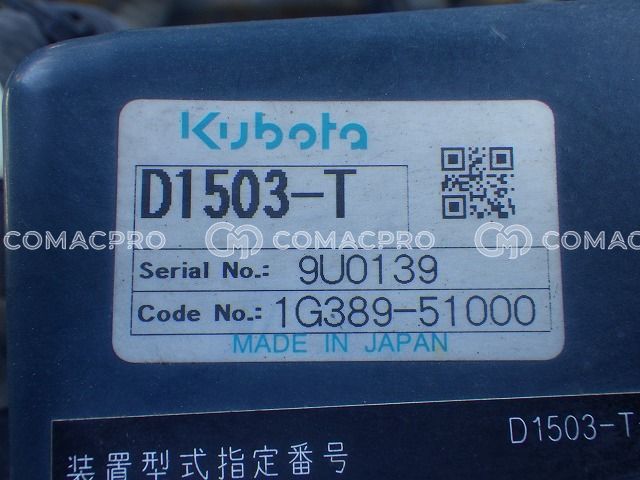 Kubota
D1503-T
COMACPRO COMACPRO COMACPRO
Serial No.: 9U0139
Code No.: 1G389-51000
MADE IN JAPAN
D1503-T
装置型式指定番号